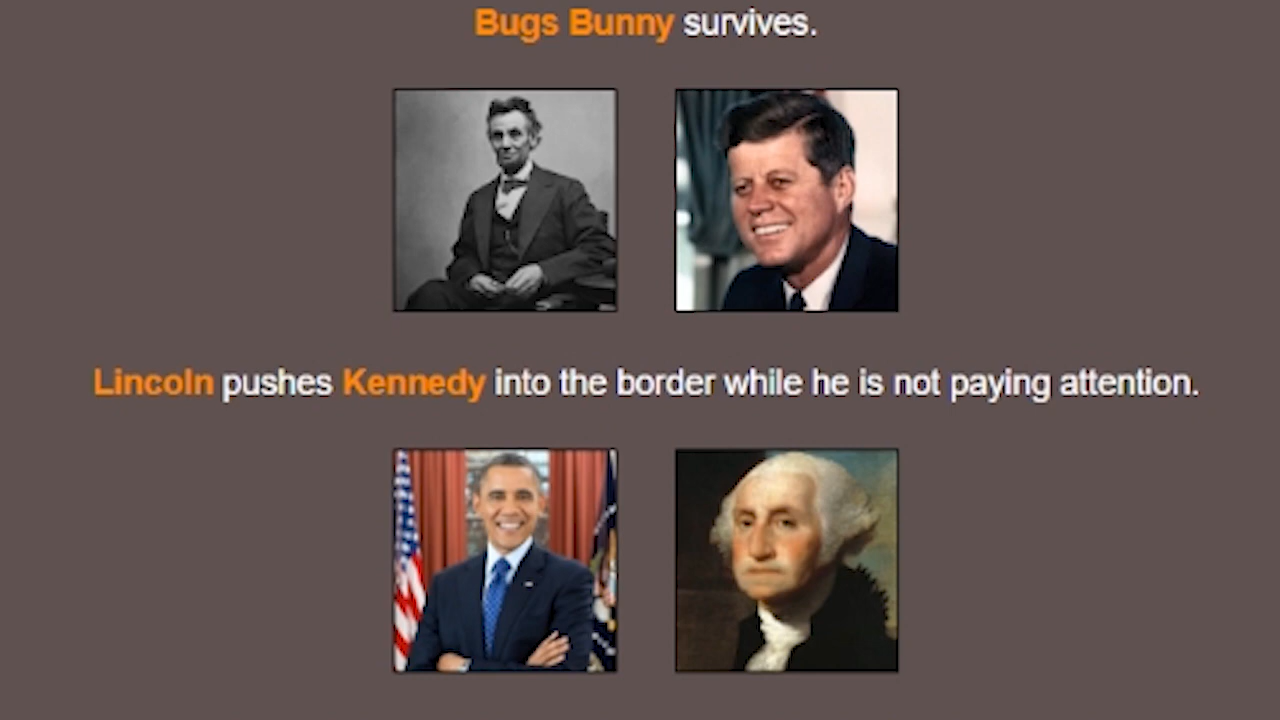 Bugs Bunny survives.
Lincoln pushes Kennedy into the border while he is not paying attention.